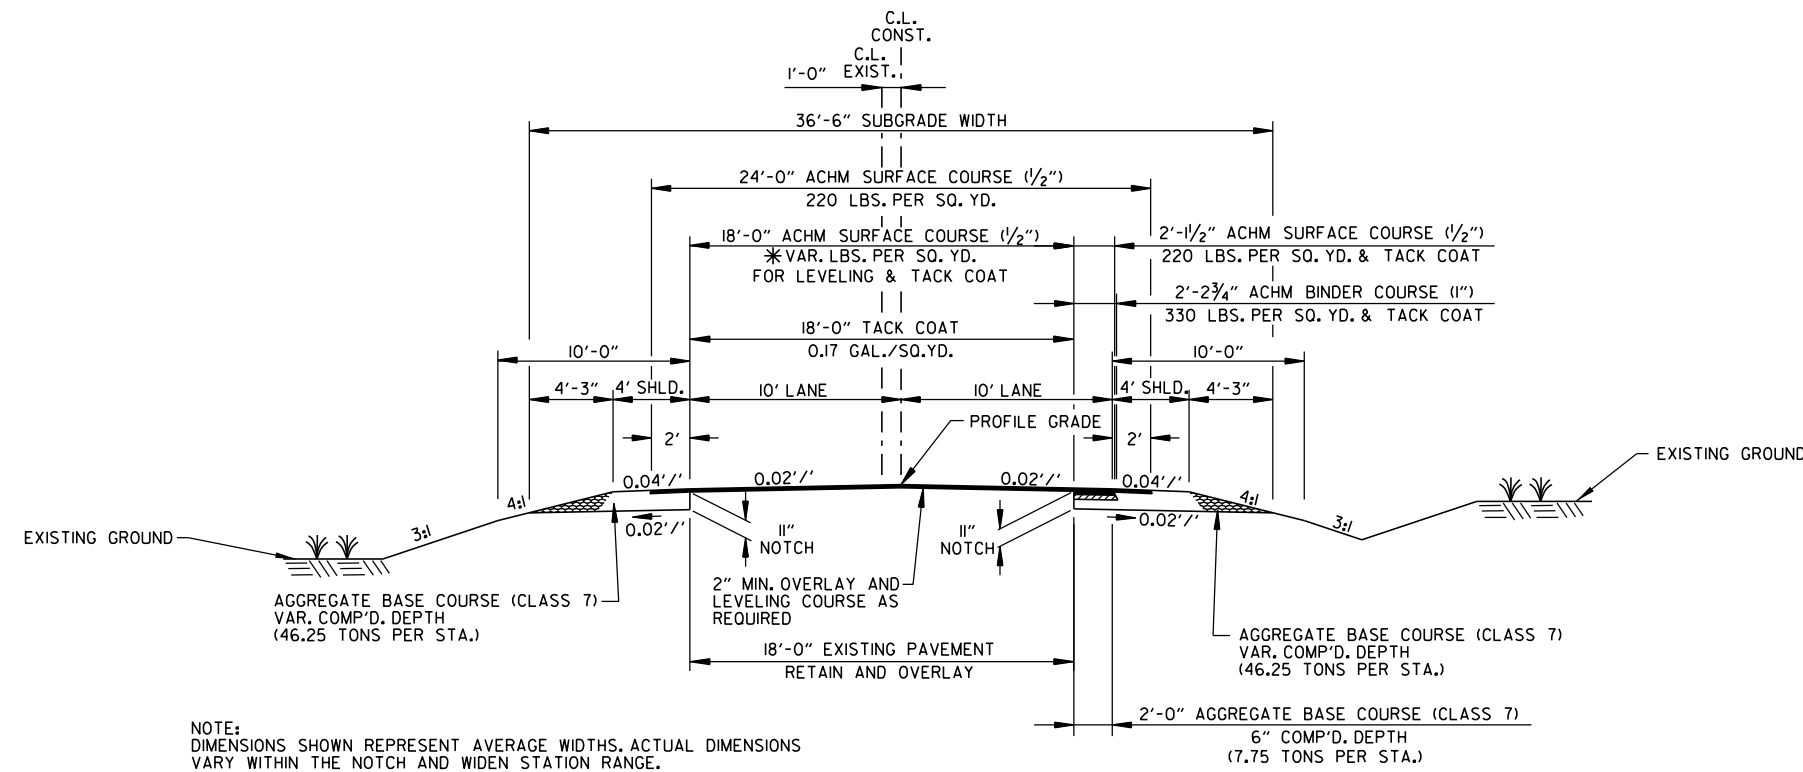 C.L.
CONST.
C.L.
EXIST.
1'-0"
36'-6" SUBGRADE WIDTH
24'-0" ACHM SURFACE COURSE (1/2")
220 LBS. PER SQ. YD.
18'-0" ACHM SURFACE COURSE (1/2")
✳VAR. LBS. PER SQ. YD.
FOR LEVELING & TACK COAT
2'-1 1/2" ACHM SURFACE COURSE (1/2")
220 LBS. PER SQ. YD. & TACK COAT
2'-2 3/4" ACHM BINDER COURSE (1")
330 LBS. PER SQ. YD. & TACK COAT
18'-0" TACK COAT
0.17 GAL./SQ.YD.
10'-0"
10'-0"
4'-3"
4' SHLD.
10' LANE
10' LANE
4' SHLD.
4'-3"
2'
PROFILE GRADE
2'
EXISTING GROUND
0.04'/'
0.02'/'
0.02'/'
0.04'/'
4:1
4:1
3:1
0.02'/'
0.02'/'
3:1
EXISTING GROUND
11"
NOTCH
11"
NOTCH
2" MIN. OVERLAY AND
LEVELING COURSE AS
REQUIRED
AGGREGATE BASE COURSE (CLASS 7)
VAR. COMP'D. DEPTH
(46.25 TONS PER STA.)
AGGREGATE BASE COURSE (CLASS 7)
VAR. COMP'D. DEPTH
(46.25 TONS PER STA.)
18'-0" EXISTING PAVEMENT
RETAIN AND OVERLAY
2'-0" AGGREGATE BASE COURSE (CLASS 7)
6" COMP'D. DEPTH
(7.75 TONS PER STA.)
NOTE:
DIMENSIONS SHOWN REPRESENT AVERAGE WIDTHS. ACTUAL DIMENSIONS
VARY WITHIN THE NOTCH AND WIDEN STATION RANGE.